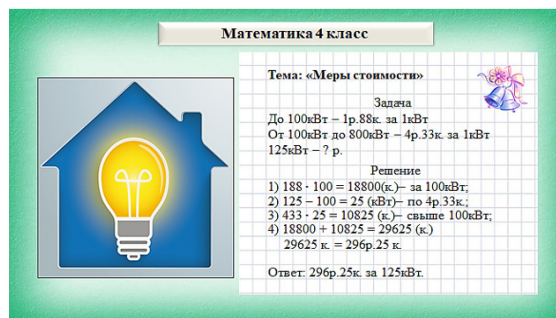 Математика 4 класс
Тема: «Меры стоимости»
Задача
До 100кВт – 1р.88к. за 1кВт
От 100кВт до 800кВт – 4р.33к. за 1кВт
125кВт – ? р.
Решение
1) 188 · 100 = 18800(к.)– за 100кВт;
2) 125 – 100 = 25 (кВт)– по 4р.33к.;
3) 433 · 25 = 10825 (к.)– свыше 100кВт;
4) 18800 + 10825 = 29625 (к.)
29625 к. = 296р.25 к.
Ответ: 296р.25к. за 125кВт.